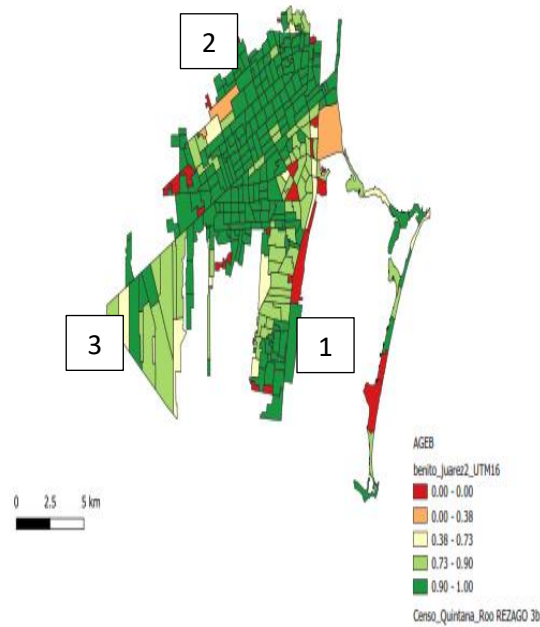 2
3
1
0 2.5 5 km
AGEB
benito_juarez2_UTM16
0.00 - 0.00
0.00 - 0.38
0.38 - 0.73
0.73 - 0.90
0.90 - 1.00
Censo_Quintana_Roo REZAGO 3b